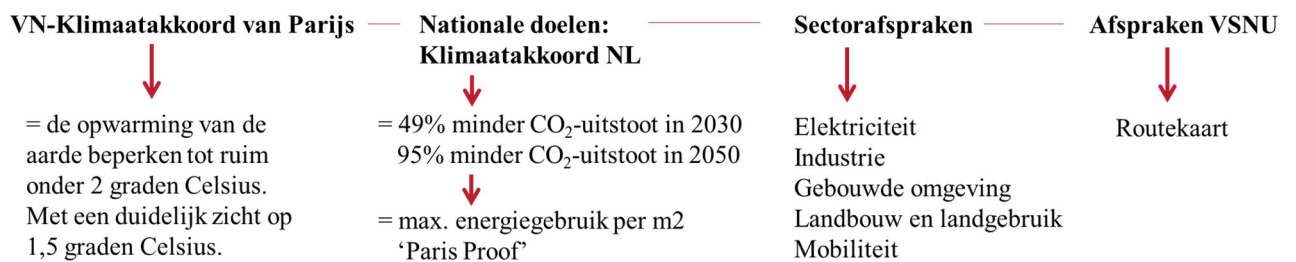 VN-Klimaatakkoord van Parijs
= de opwarming van de
aarde beperken tot ruim
onder 2 graden Celsius.
Met een duidelijk zicht op
1,5 graden Celsius.
Nationale doelen:
Klimaatakkoord NL
= 49% minder CO₂-uitstoot in 2030
95% minder CO₂-uitstoot in 2050
= max. energiegebruik per m2
‘Paris Proof’
Sectorafspraken
Elektriciteit
Industrie
Gebouwde omgeving
Landbouw en landgebruik
Mobiliteit
Afspraken VSNU
Routekaart